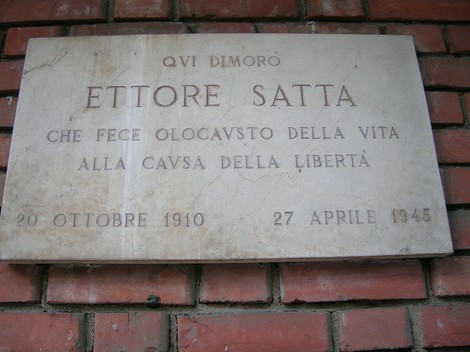 QVI DIMORÒ
ETTORE SATTA
CHE FECE OLOCAVSTO DELLA VITA
ALLA CAVSA DELLA LIBERTÀ
20 OTTOBRE 1910 27 APRILE 1945